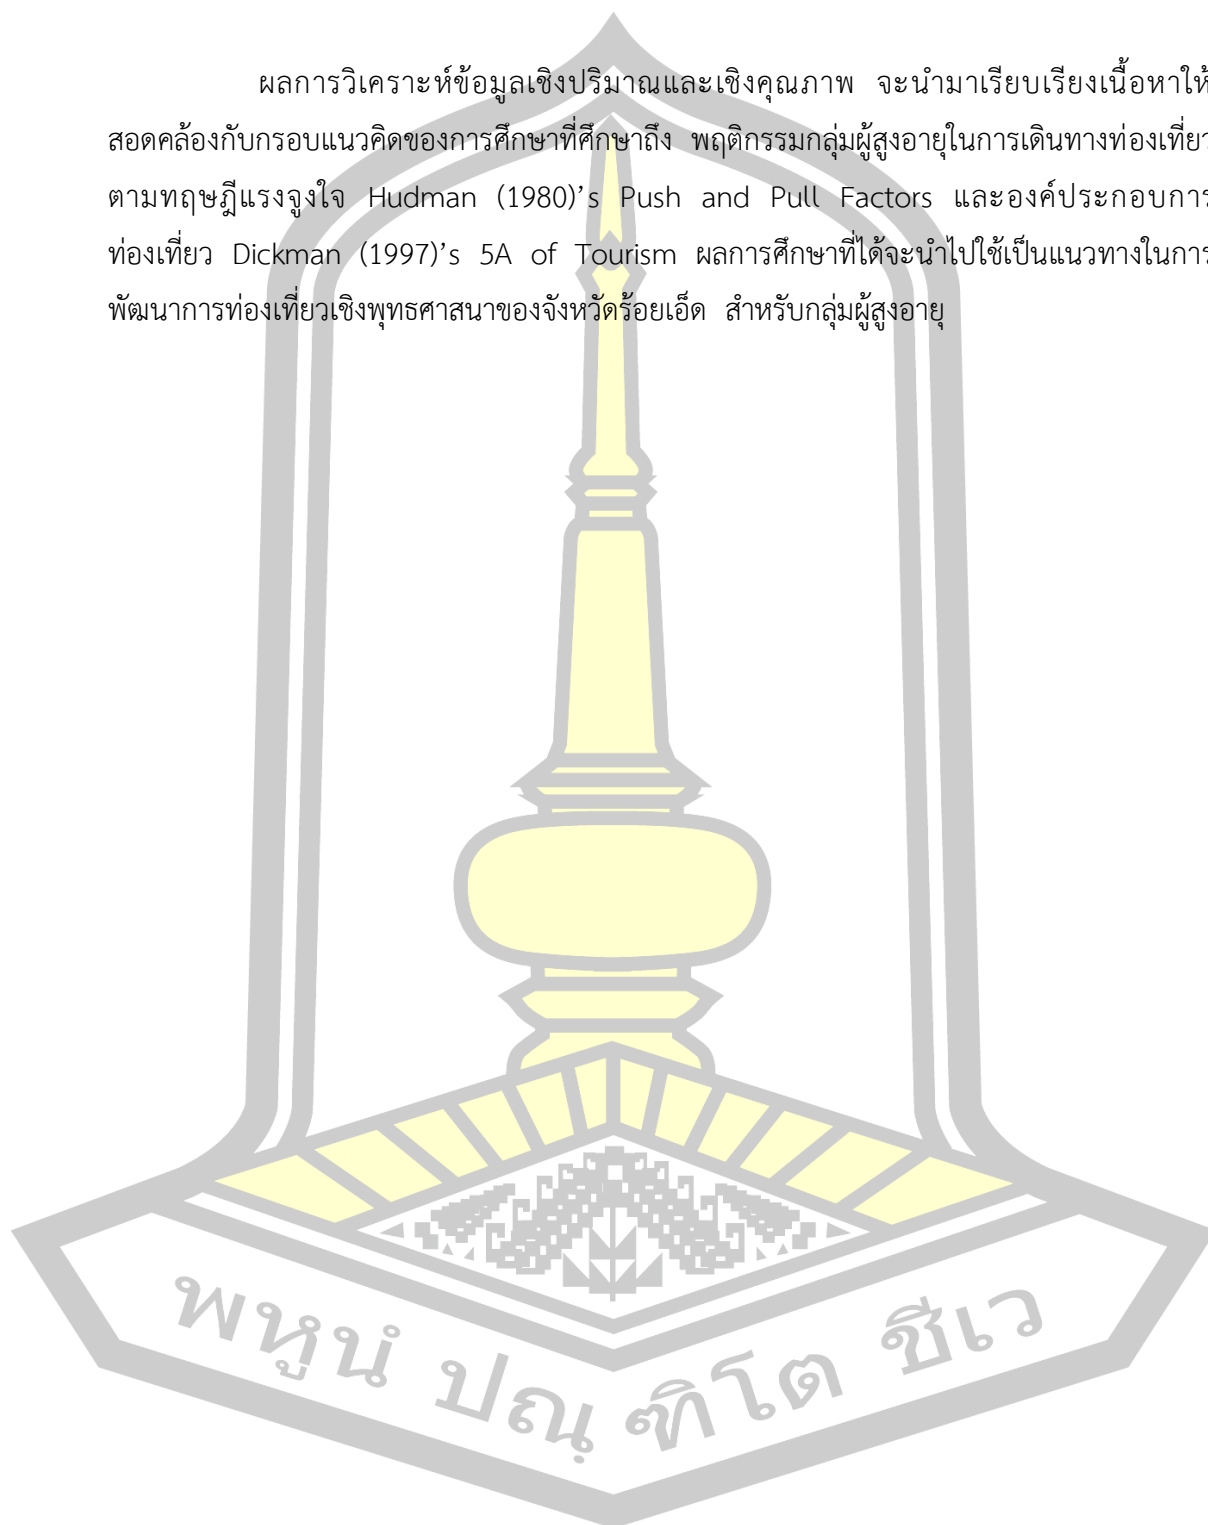 ผลการวิเคราะห์ข้อมูลเชิงปริมาณและเชิงคุณภาพ จะนำมาเรียบเรียงเนื้อหาให้
สอดคล้องกับกรอบแนวคิดของการศึกษาที่ศึกษาถึง พฤติกรรมกลุ่มผู้สูงอายุในการเดินทางท่องเที่ยว
ตามทฤษฎีแรงจูงใจ Hudman (1980)’s Push and Pull Factors และองค์ประกอบการ
ท่องเที่ยว Dickman (1997)’s 5A of Tourism ผลการศึกษาที่ได้จะนำไปใช้เป็นแนวทางในการ
พัฒนาการท่องเที่ยวเชิงพุทธศาสนาของจังหวัดร้อยเอ็ด สำหรับกลุ่มผู้สูงอายุ
พหูนํ ปณฺฑิโต ชีเว